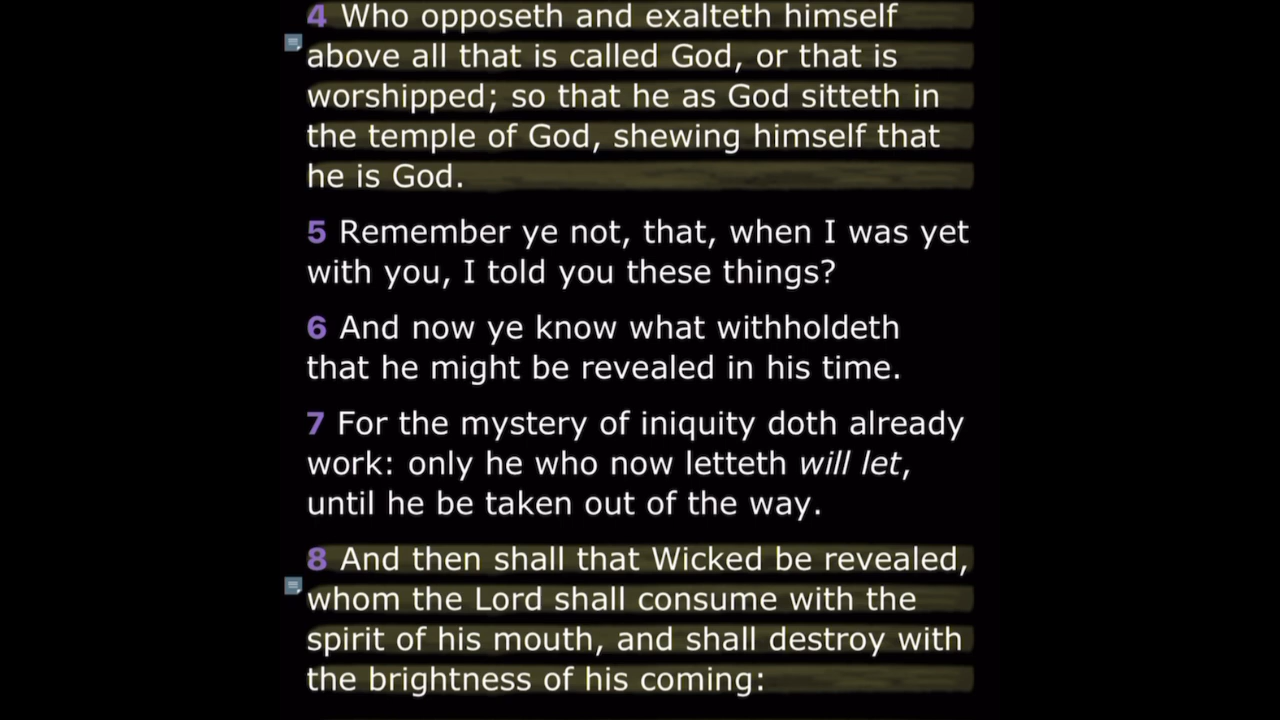 4 Who opposeth and exalteth himself
above all that is called God, or that is
worshipped; so that he as God sitteth in
the temple of God, shewing himself that
he is God.
5 Remember ye not, that, when I was yet
with you, I told you these things?
6 And now ye know what withholdeth
that he might be revealed in his time.
7 For the mystery of iniquity doth already
work: only he who now letteth will let,
until he be taken out of the way.
8 And then shall that Wicked be revealed,
whom the Lord shall consume with the
spirit of his mouth, and shall destroy with
the brightness of his coming: